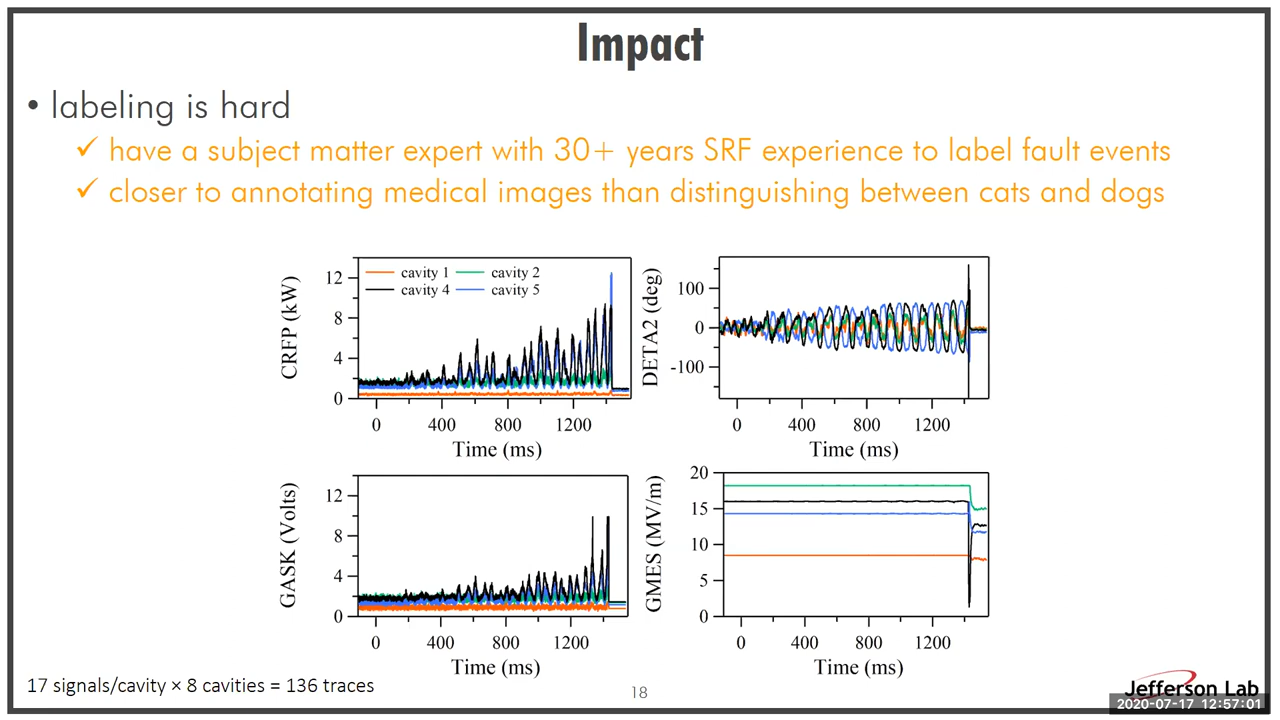 Impact
• labeling is hard
✓ have a subject matter expert with 30+ years SRF experience to label fault events
✓ closer to annotating medical images than distinguishing between cats and dogs
CRFP (kW)
12
8
4
0
cavity 1 cavity 2
cavity 4 cavity 5
0 400 800 1200
Time (ms)
DETA2 (deg)
100
0
-100
0 400 800 1200
Time (ms)
GASK (Volts)
12
8
4
0
0 400 800 1200
Time (ms)
GMES (MV/m)
20
15
10
5
0
0 400 800 1200
Time (ms)
17 signals/cavity × 8 cavities = 136 traces
18
Jefferson Lab
2020-07-17 12:57:01